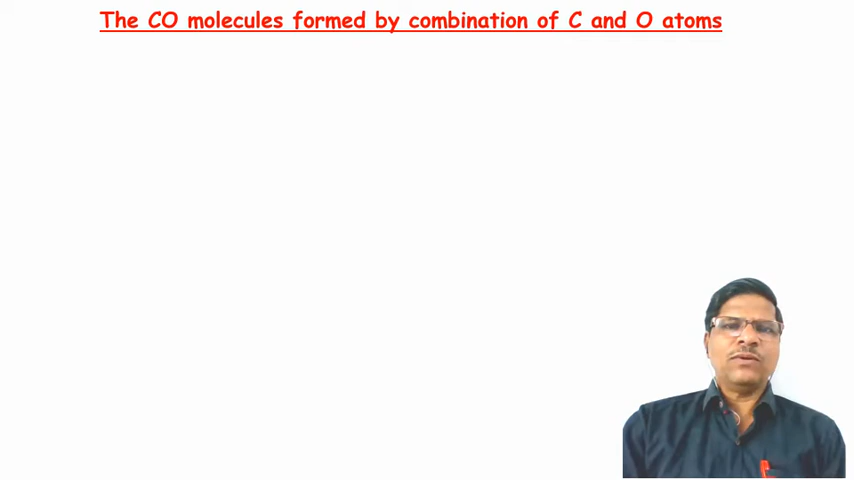 The CO molecules formed by combination of C and O atoms